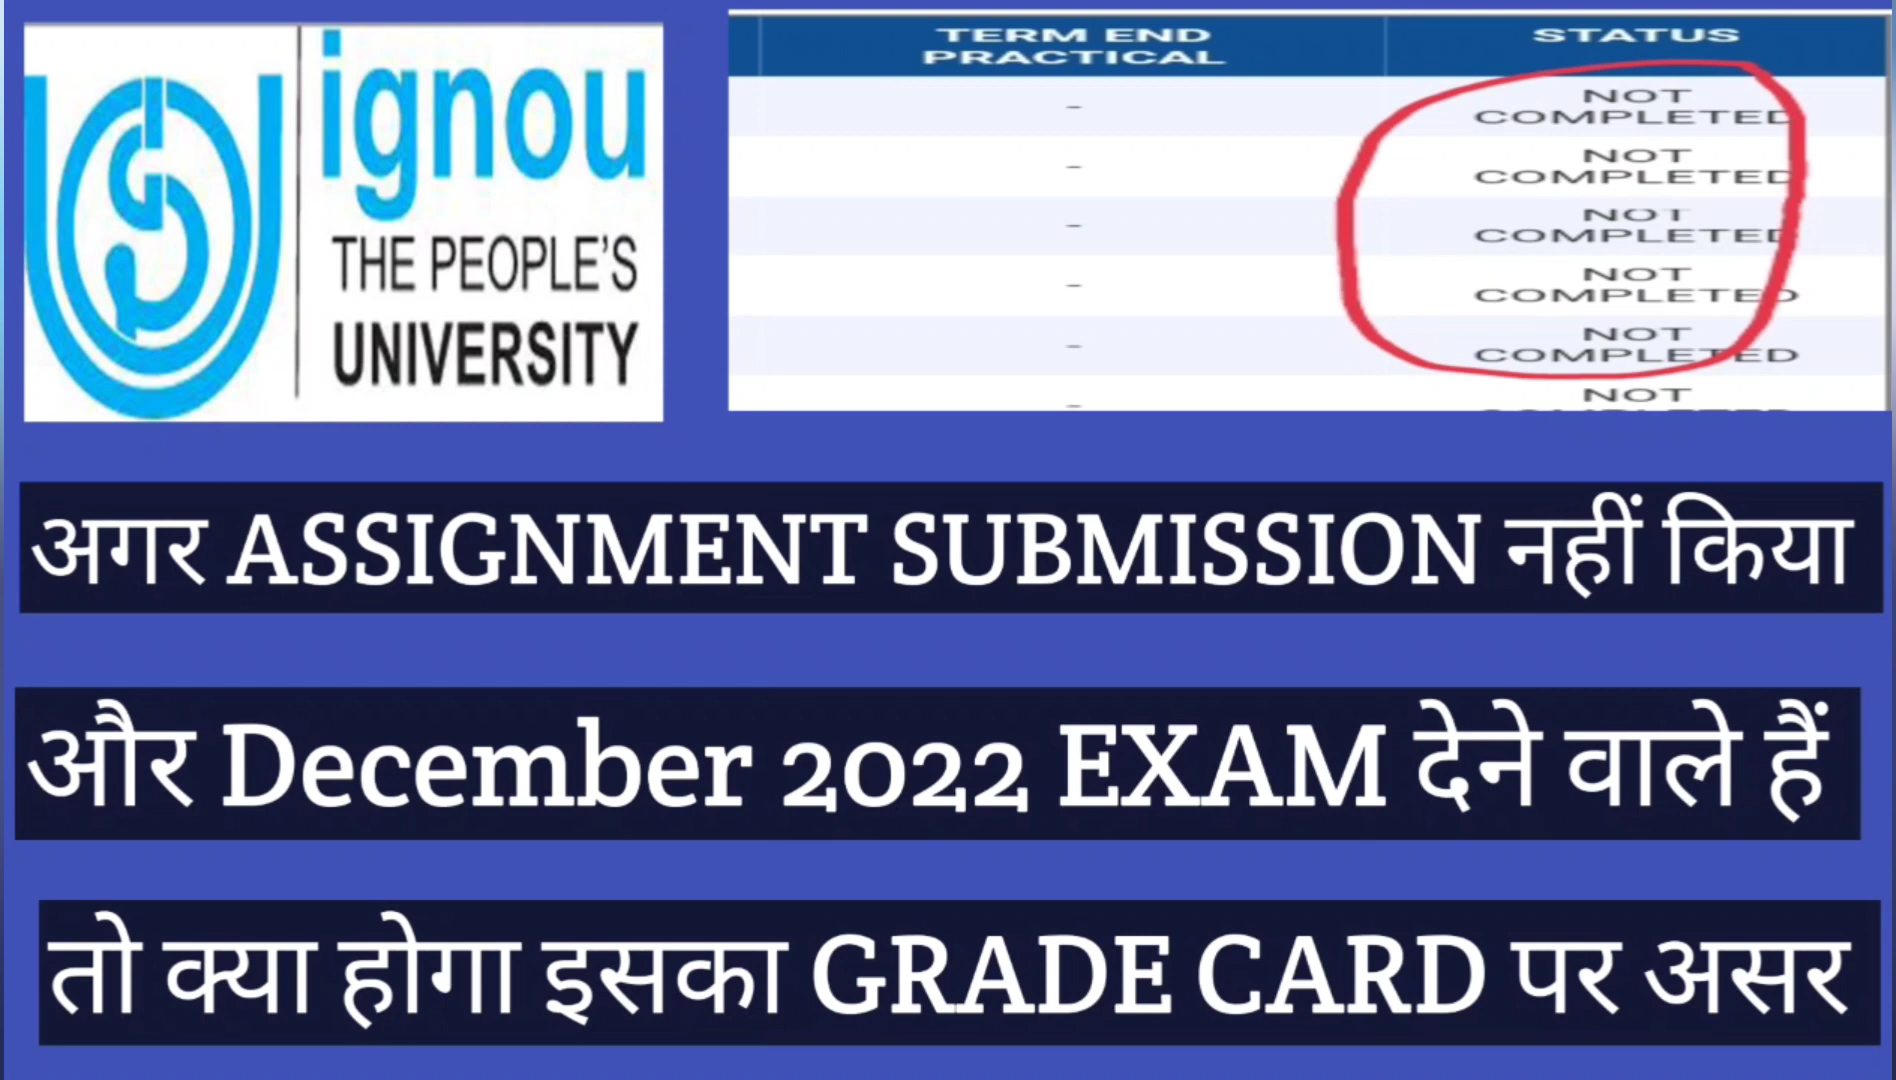 ignou
THE PEOPLE'S
UNIVERSITY
TERM END
PRACTICAL
STATUS
-
NOT
COMPLETED
-
NOT
COMPLETED
-
NOT
COMPLETED
-
NOT
COMPLETED
-
NOT
COMPLETED
-
NOT
अगर ASSIGNMENT SUBMISSION नहीं किया
और December 2022 EXAM देने वाले हैं
तो क्या होगा इसका GRADE CARD पर असर